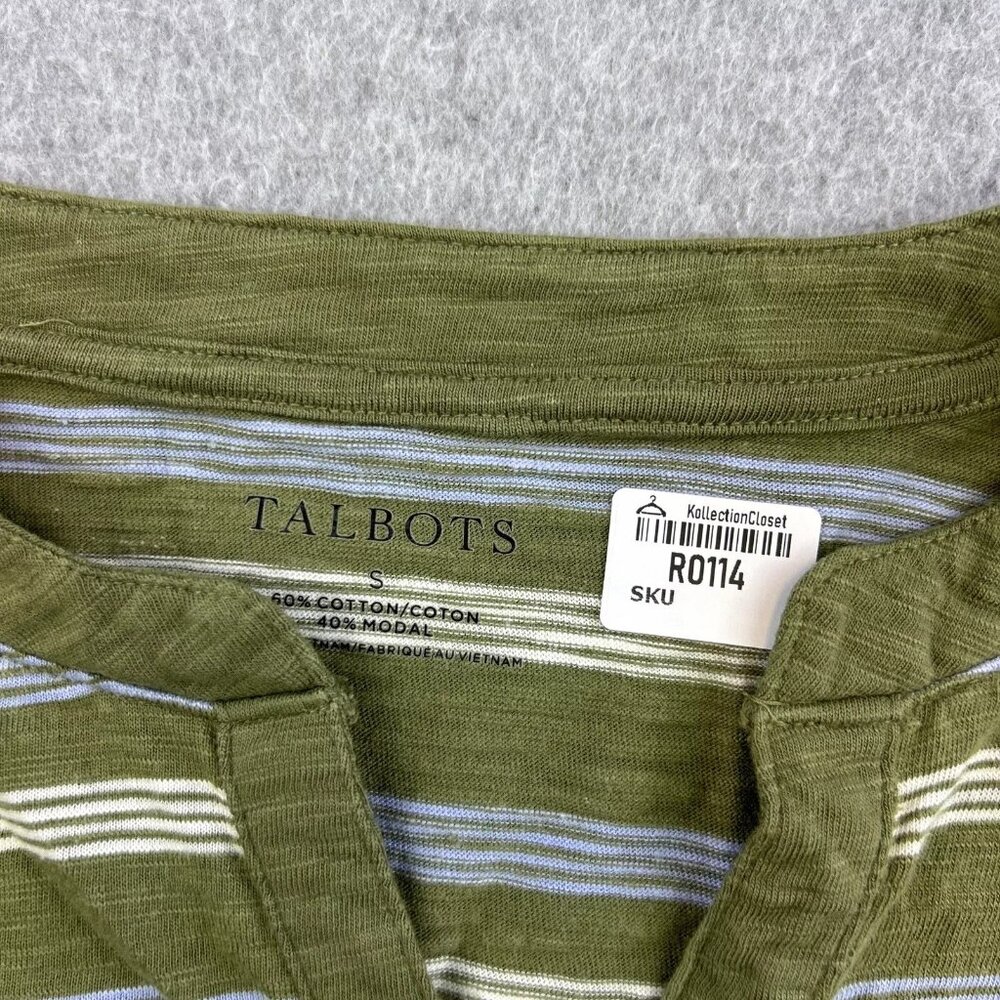 TALBOTS
S
60% COTTON/COTON
40% MODAL
/FABRIQUÉ AU VIETNAM
KollectionCloset
R0114
SKU